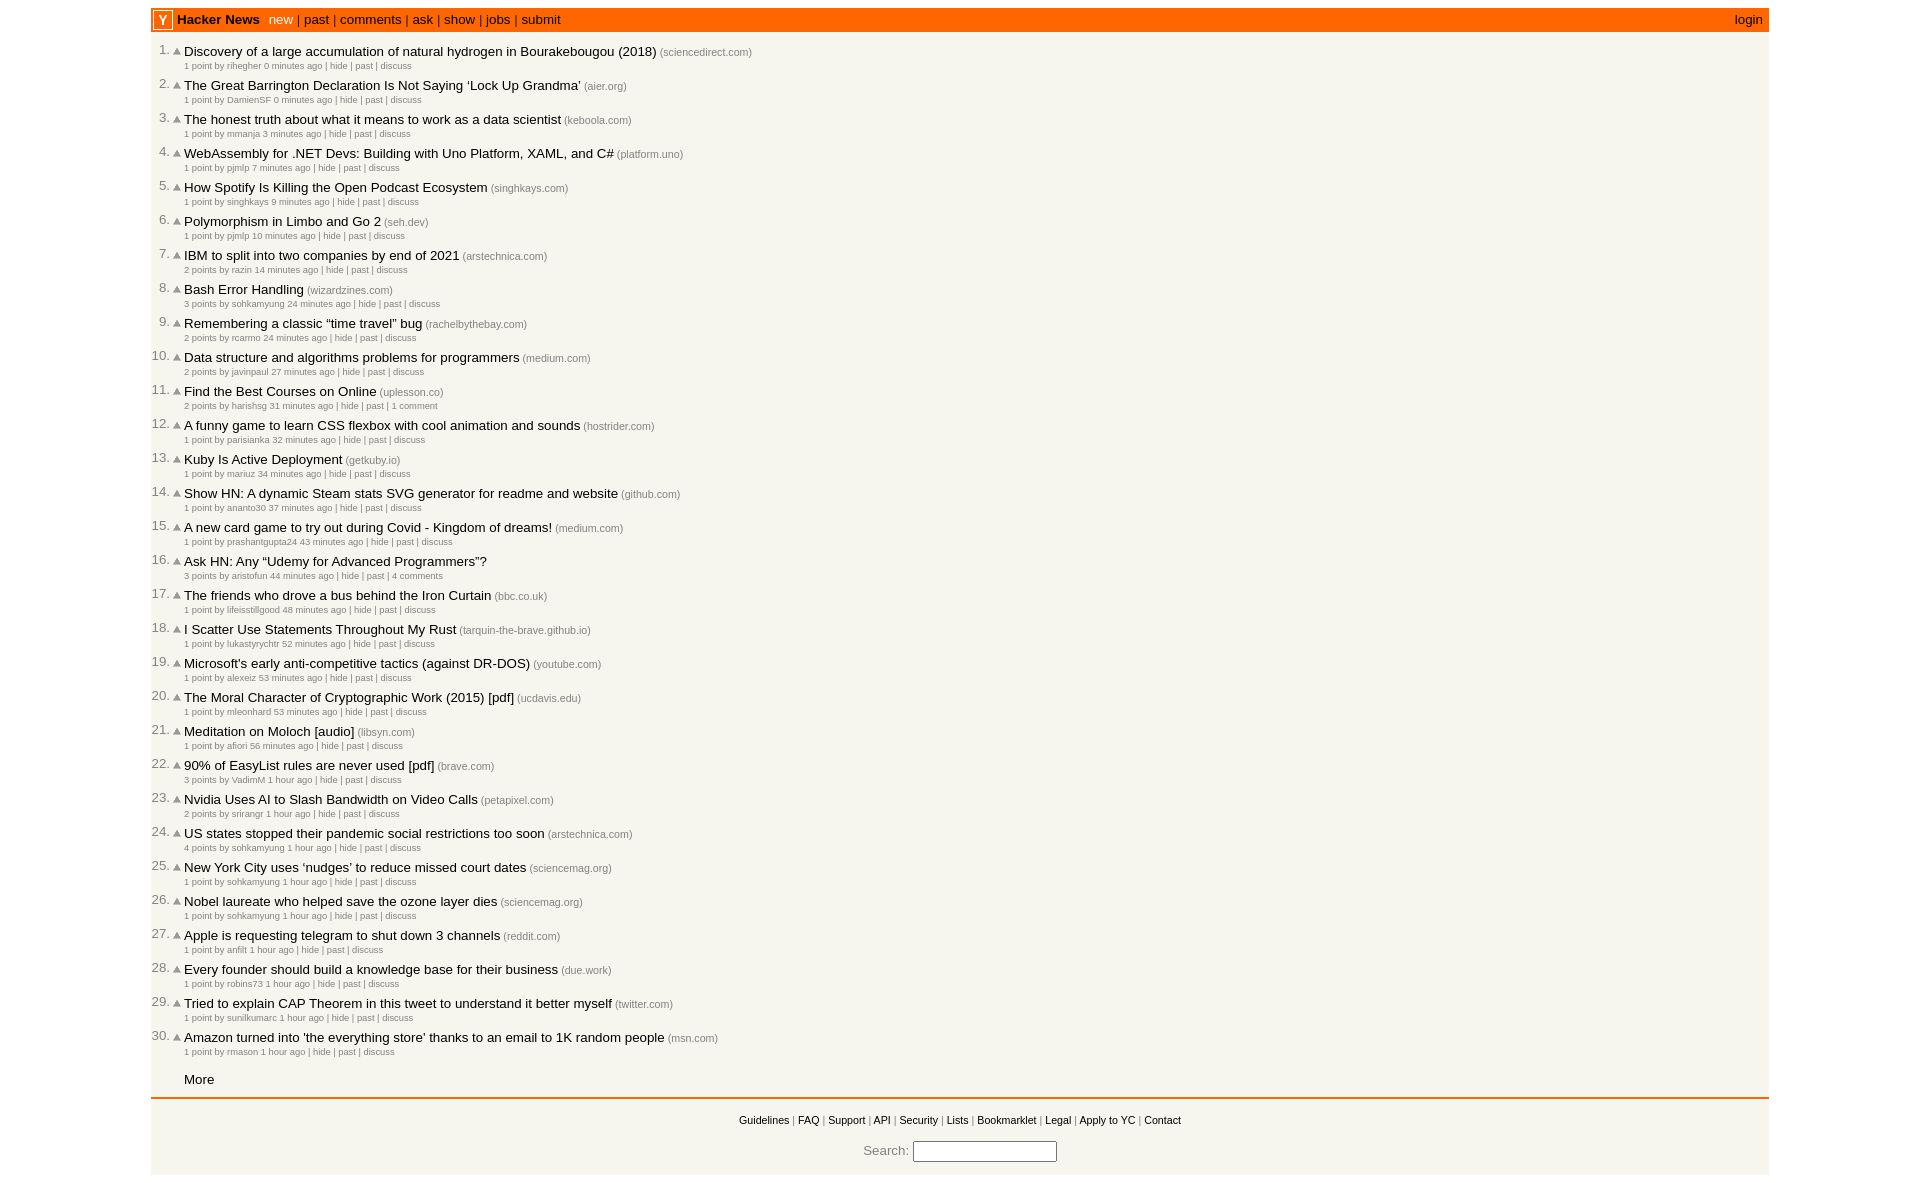 Y Hacker News new | past | comments | ask | show | jobs | submit login
1. Discovery of a large accumulation of natural hydrogen in Bourakebougou (2018) (sciencedirect.com)
1 point by rihegher 0 minutes ago | hide | past | discuss
2. The Great Barrington Declaration Is Not Saying ‘Lock Up Grandma’ (aier.org)
1 point by DamienSF 0 minutes ago | hide | past | discuss
3. The honest truth about what it means to work as a data scientist (keboola.com)
1 point by mmanja 3 minutes ago | hide | past | discuss
4. WebAssembly for .NET Devs: Building with Uno Platform, XAML, and C# (platform.uno)
1 point by pjmlp 7 minutes ago | hide | past | discuss
5. How Spotify Is Killing the Open Podcast Ecosystem (singhkays.com)
1 point by singhkays 9 minutes ago | hide | past | discuss
6. Polymorphism in Limbo and Go 2 (seh.dev)
1 point by pjmlp 10 minutes ago | hide | past | discuss
7. IBM to split into two companies by end of 2021 (arstechnica.com)
2 points by razin 14 minutes ago | hide | past | discuss
8. Bash Error Handling (wizardzines.com)
3 points by sohkamyung 24 minutes ago | hide | past | discuss
9. Remembering a classic “time travel” bug (rachelbythebay.com)
2 points by rcarmo 24 minutes ago | hide | past | discuss
10. Data structure and algorithms problems for programmers (medium.com)
2 points by javinpaul 27 minutes ago | hide | past | discuss
11. Find the Best Courses on Online (uplesson.co)
2 points by harishsg 31 minutes ago | hide | past | 1 comment
12. A funny game to learn CSS flexbox with cool animation and sounds (hostrider.com)
1 point by parisianka 32 minutes ago | hide | past | discuss
13. Kuby Is Active Deployment (getkuby.io)
1 point by mariuz 34 minutes ago | hide | past | discuss
14. Show HN: A dynamic Steam stats SVG generator for readme and website (github.com)
1 point by ananto30 37 minutes ago | hide | past | discuss
15. A new card game to try out during Covid - Kingdom of dreams! (medium.com)
1 point by prashantgupta24 43 minutes ago | hide | past | discuss
16. Ask HN: Any “Udemy for Advanced Programmers”?
3 points by aristofun 44 minutes ago | hide | past | 4 comments
17. The friends who drove a bus behind the Iron Curtain (bbc.co.uk)
1 point by lifeisstillgood 48 minutes ago | hide | past | discuss
18. I Scatter Use Statements Throughout My Rust (tarquin-the-brave.github.io)
1 point by lukastyrychtr 52 minutes ago | hide | past | discuss
19. Microsoft's early anti-competitive tactics (against DR-DOS) (youtube.com)
1 point by alexeiz 53 minutes ago | hide | past | discuss
20. The Moral Character of Cryptographic Work (2015) [pdf] (ucdavis.edu)
1 point by mleonhard 53 minutes ago | hide | past | discuss
21. Meditation on Moloch [audio] (libsyn.com)
1 point by afiori 56 minutes ago | hide | past | discuss
22. 90% of EasyList rules are never used [pdf] (brave.com)
3 points by VadimM 1 hour ago | hide | past | discuss
23. Nvidia Uses AI to Slash Bandwidth on Video Calls (petapixel.com)
2 points by srirangr 1 hour ago | hide | past | discuss
24. US states stopped their pandemic social restrictions too soon (arstechnica.com)
4 points by sohkamyung 1 hour ago | hide | past | discuss
25. New York City uses ‘nudges’ to reduce missed court dates (sciencemag.org)
1 point by sohkamyung 1 hour ago | hide | past | discuss
26. Nobel laureate who helped save the ozone layer dies (sciencemag.org)
1 point by sohkamyung 1 hour ago | hide | past | discuss
27. Apple is requesting telegram to shut down 3 channels (reddit.com)
1 point by anfilt 1 hour ago | hide | past | discuss
28. Every founder should build a knowledge base for their business (due.work)
1 point by robins73 1 hour ago | hide | past | discuss
29. Tried to explain CAP Theorem in this tweet to understand it better myself (twitter.com)
1 point by sunilkumarc 1 hour ago | hide | past | discuss
30. Amazon turned into 'the everything store' thanks to an email to 1K random people (msn.com)
1 point by rmason 1 hour ago | hide | past | discuss
More
Guidelines | FAQ | Support | API | Security | Lists | Bookmarklet | Legal | Apply to YC | Contact
Search: